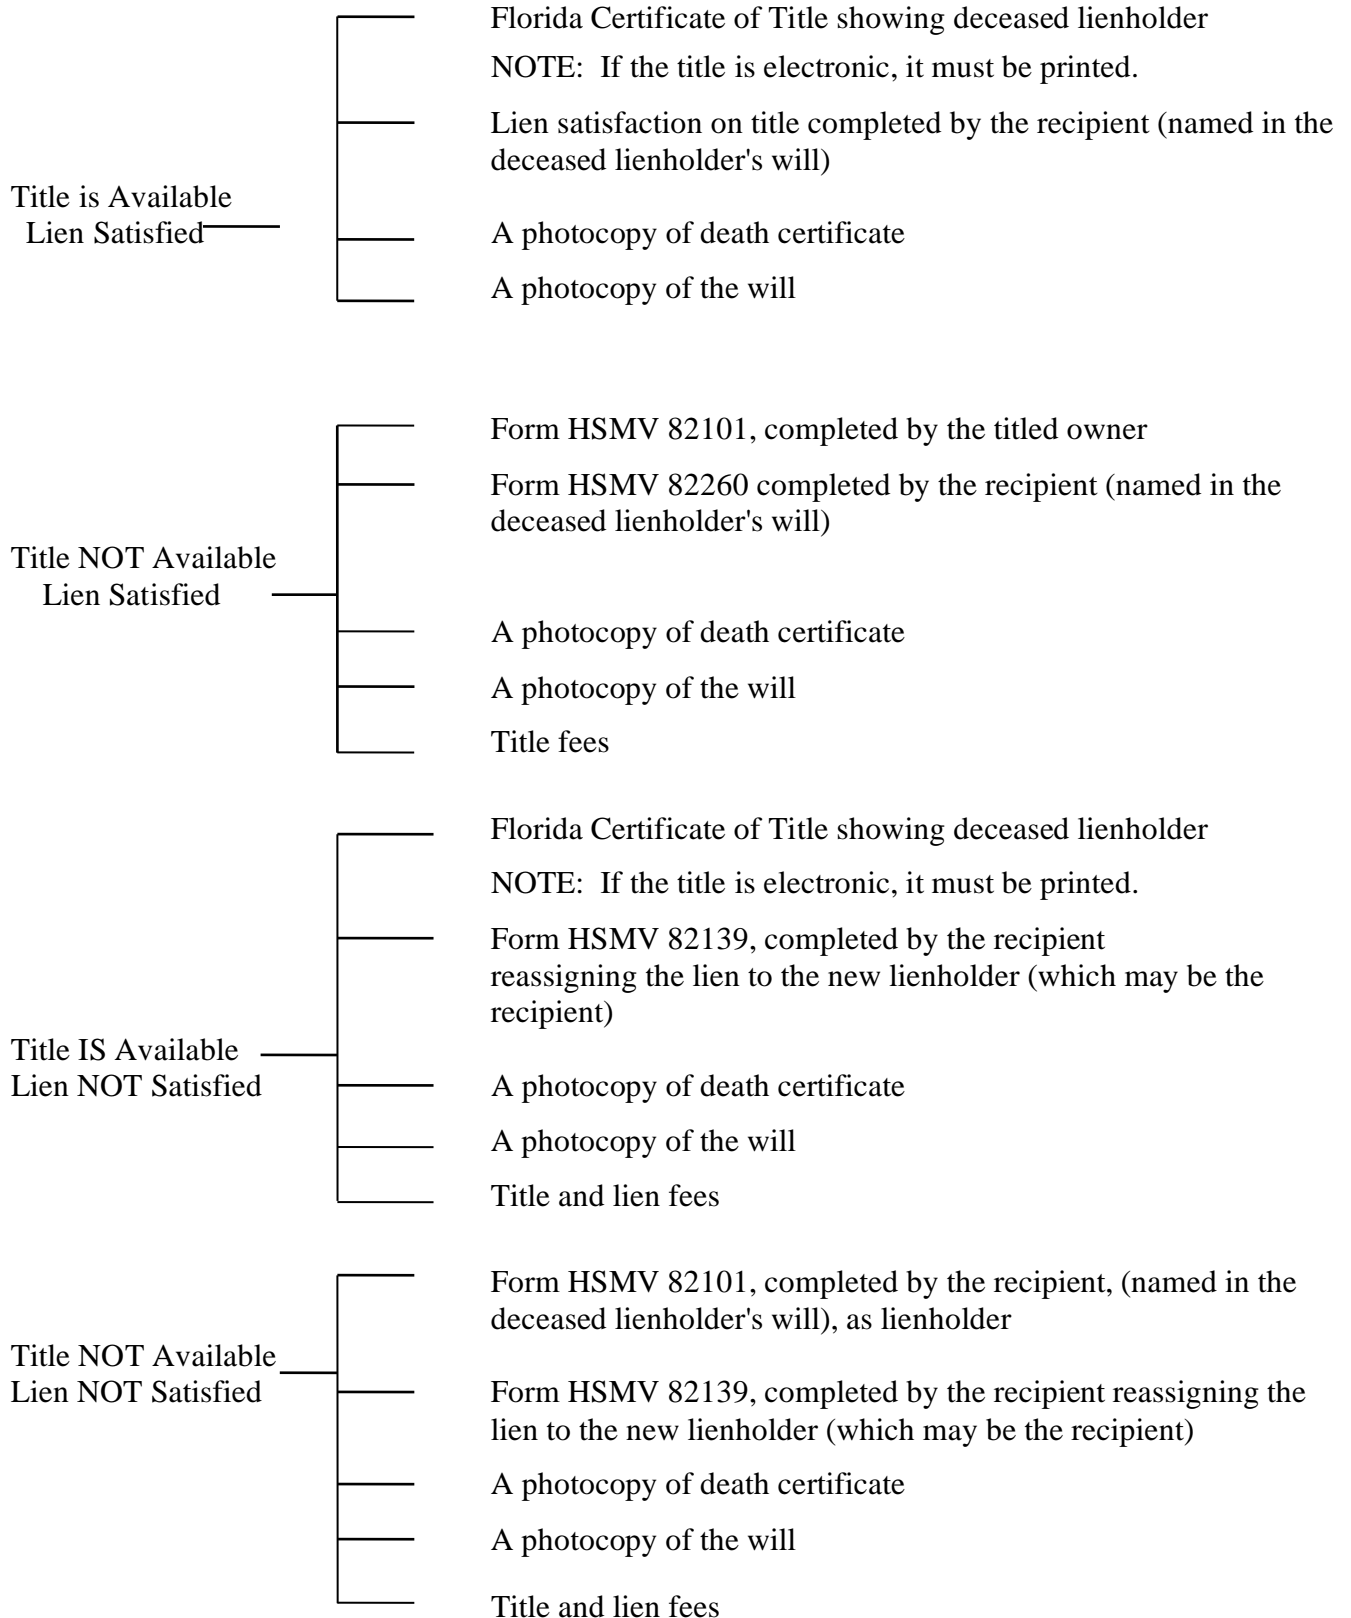 Florida Certificate of Title showing deceased lienholder
NOTE:  If the title is electronic, it must be printed.
Lien satisfaction on title completed by the recipient (named in the
deceased lienholder's will)
Title is Available
Lien Satisfied
A photocopy of death certificate
A photocopy of the will
Form HSMV 82101, completed by the titled owner
Form HSMV 82260 completed by the recipient (named in the
deceased lienholder's will)
Title NOT Available
Lien Satisfied
A photocopy of death certificate
A photocopy of the will
Title fees
Florida Certificate of Title showing deceased lienholder
NOTE:  If the title is electronic, it must be printed.
Form HSMV 82139, completed by the recipient
reassigning the lien to the new lienholder (which may be the
recipient)
Title IS Available
Lien NOT Satisfied
A photocopy of death certificate
A photocopy of the will
Title and lien fees
Form HSMV 82101, completed by the recipient, (named in the
deceased lienholder's will), as lienholder
Title NOT Available
Lien NOT Satisfied
Form HSMV 82139, completed by the recipient reassigning the
lien to the new lienholder (which may be the recipient)
A photocopy of death certificate
A photocopy of the will
Title and lien fees